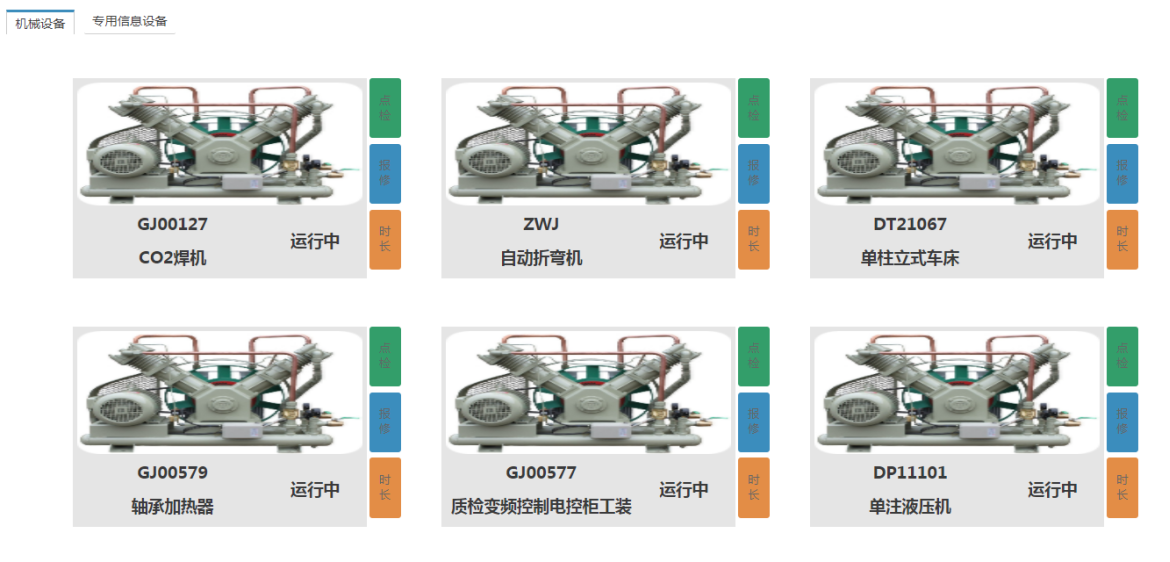 机械设备
专用信息设备
点检
报修
时长
GJ00127
CO2焊机
运行中
点检
报修
时长
ZWJ
自动折弯机
运行中
点检
报修
时长
DT21067
单柱立式车床
运行中
点检
报修
时长
GJ00579
轴承加热器
运行中
点检
报修
时长
GJ00577
质检变频控制电控柜工装
运行中
点检
报修
时长
DP11101
单注液压机
运行中